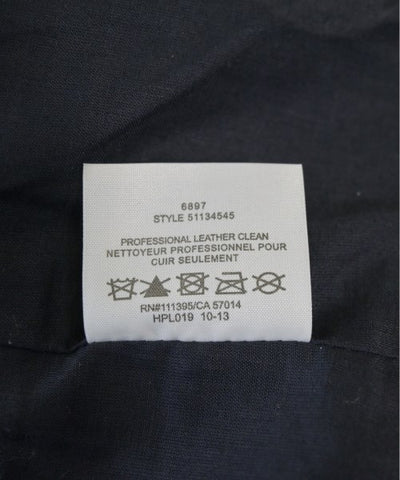 6897
STYLE 51134545
PROFESSIONAL LEATHER CLEAN
NETTOYEUR PROFESSIONNEL POUR
CUIR SEULEMENT
RN#111395/CA 57014
HPL019 10-13